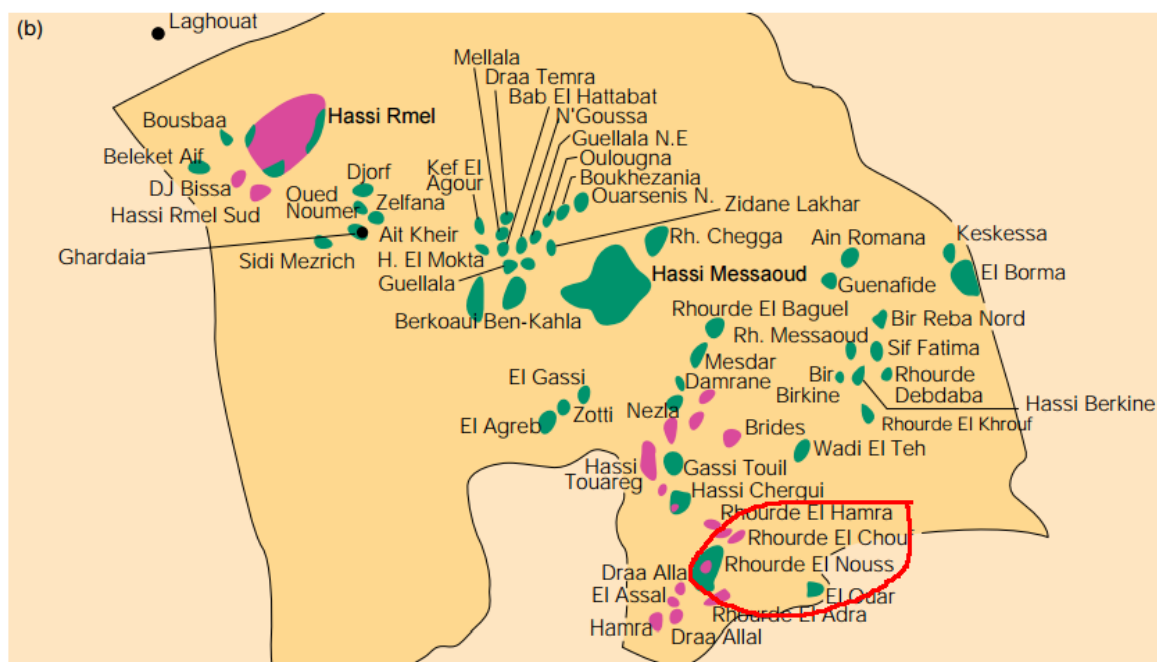 (b)
Laghouat
Mellala
Draa Temra
Bab El Hattabat
N'Goussa
Guellala N.E
Oulougna
Boukhezania
Ouarsenis N.
Bousbaa
Hassi Rmel
Beleket Aif
DJ Bissa
Hassi Rmel Sud
Djorf
Oued
Noumer
Zelfana
Kef El
Agour
Zidane Lakhar
Ghardaia
Sidi Mezrich
Ait Kheir
H. El Mokta
Guellala
Rh. Chegga
Hassi Messaoud
Ain Romana
Keskessa
Guenafide
El Borma
Berkoaui
Ben-Kahla
Rhourde El Baguel
Rh. Messaoud
Bir Reba Nord
Mesdar
Sif Fatima
El Gassi
Damrane
Bir
Birkine
Rhourde
Debdaba
Hassi Berkine
El Agreb
Zotti
Nezla
Brides
Rhourde El Khrouf
Wadi El Teh
Hassi
Touareg
Gassi Touil
Hassi Chergui
Rhourde El Hamra
Rhourde El Chouf
Rhourde El Nouss
Draa Alla
El Assal
El Ouar
Rhourde El Adra
Hamra
Draa Allal